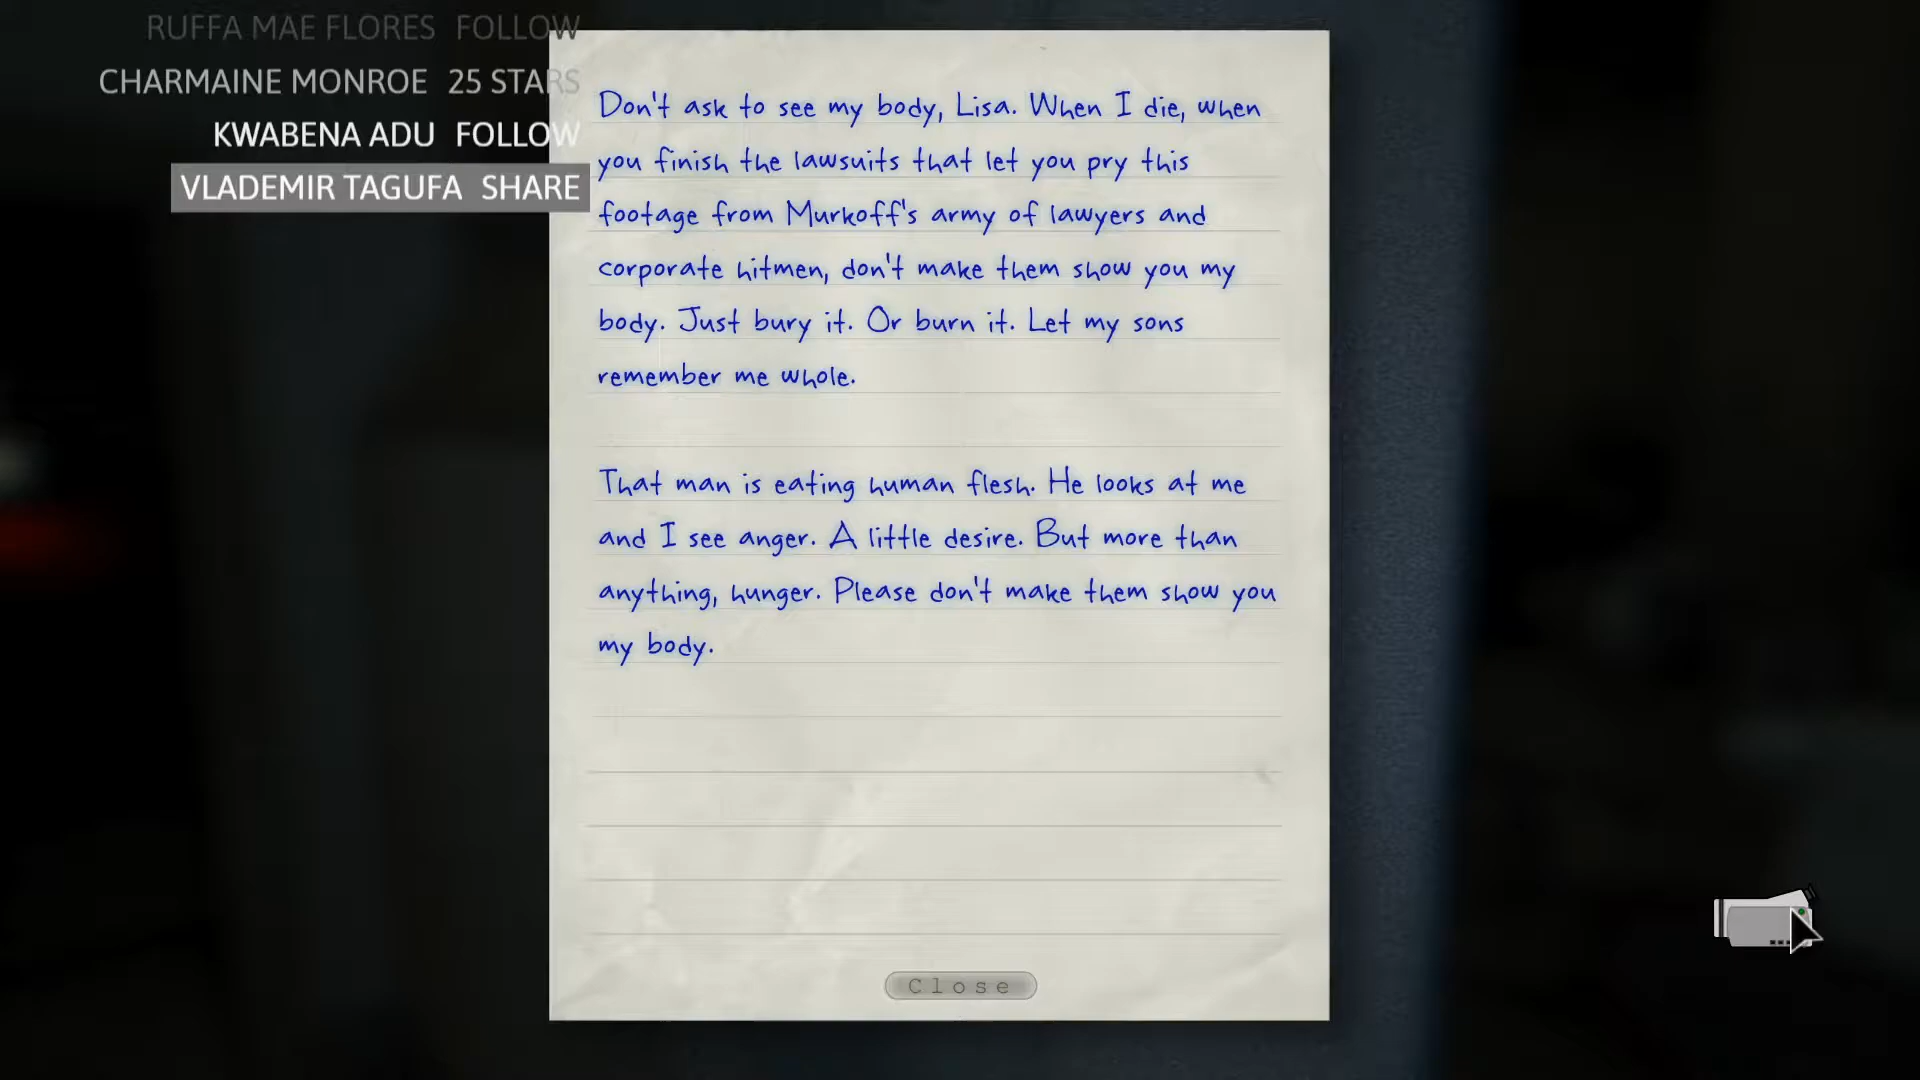 RUFFA MAE FLORES FOLLOW
CHARMAINE MONROE 25 STARS
KWABENA ADU FOLLOW
VLADEMIR TAGUFA SHARE
Don't ask to see my body, Lisa. When I die, when
you finish the lawsuits that let you pry this
footage from Murkoff's army of lawyers and
corporate hitmen, don't make them show you my
body. Just bury it. Or burn it. Let my sons
remember me whole.
That man is eating human flesh. He looks at me
and I see anger. A little desire. But more than
anything, hunger. Please don't make them show you
my body.
Close